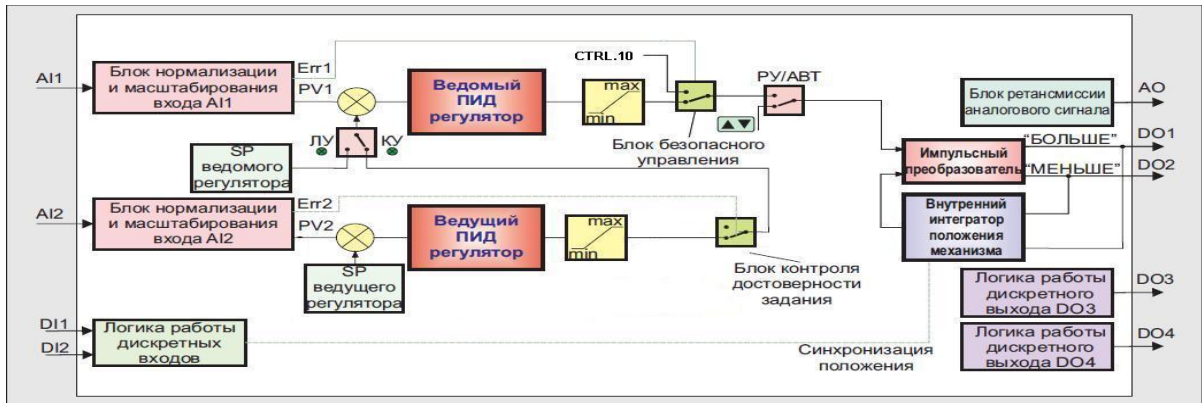 AI1
Блок нормализации
и масштабирования
входа AI1
Err1
PV1
Ведомый
ПИД
регулятор
max
min
CTRL.10
Блок безопасного
управления
РУ/АВТ
ЛУ
КУ
SP
ведомого
регулятора
AI2
Блок нормализации
и масштабирования
входа AI2
Err2
PV2
SP
ведущего
регулятора
Ведущий
ПИД
регулятор
max
min
Блок контроля
достоверности
задания
DI1
DI2
Логика работы
дискретных
входов
Синхронизация
положения
Блок ретансмиссии
аналогового сигнала
AO
Импульсный
преобразователь
“БОЛЬШЕ”
“МЕНЬШЕ”
DO1
DO2
Внутренний
интегратор
положения
механизма
Логика работы
дискретного
выхода DO3
DO3
Логика работы
дискретного
выхода DO4
DO4